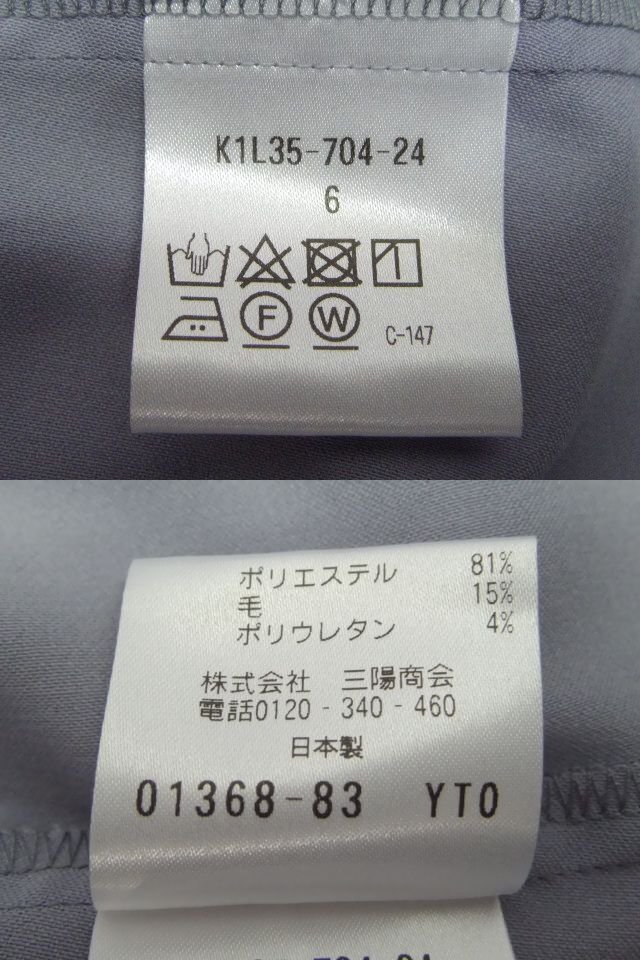 K1L35-704-24
6
F W C-147
ポリエステル 81%
毛 15%
ポリウレタン 4%
株式会社 三陽商会
電話0120 - 340 - 460
日本製
01368-83 YTO